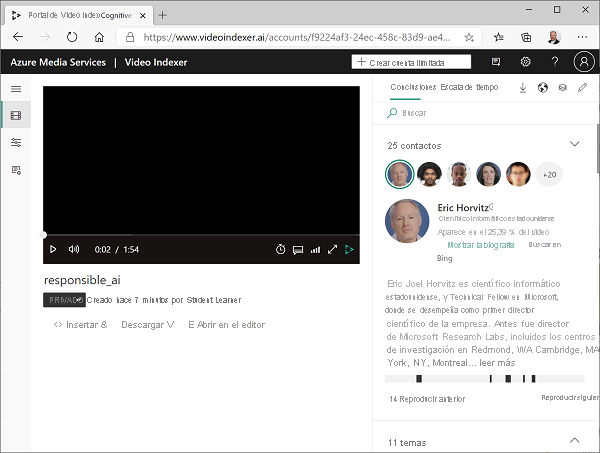 Portal de Video Inde Cognitive
https://www.videoindexer.ai/accounts/f9224af3-24ec-458c-83d9-ae4...
Azure Media Services | Video Indexer
Crear cuenta ilimitada
?
Conclusiones Escala de tiempo
Buscar
25 contactos
+20
Eric Horvitz
Científico informático estadounidense
Aparece en el 25,39 % del vídeo
Mostrar la biografía Buscar en
Bing
0:02 / 1:54
responsible_ai
PRIVADO Creado hace 7 minutos por Student Learner
<> Insertar & Descargar V E Abrir en el editor
Eric Joel Horvitz es científico informático
estadounidense, y Technical Fellow en Microsoft,
donde se desempeña como primer director
científico de la empresa. Antes fue director
de Microsoft Research Labs, incluidos los centros
de investigación en Redmond, WA Cambridge, MA
York, NY, Montreal... leer más
Reproducir anterior Reproducir siguier
11 temas